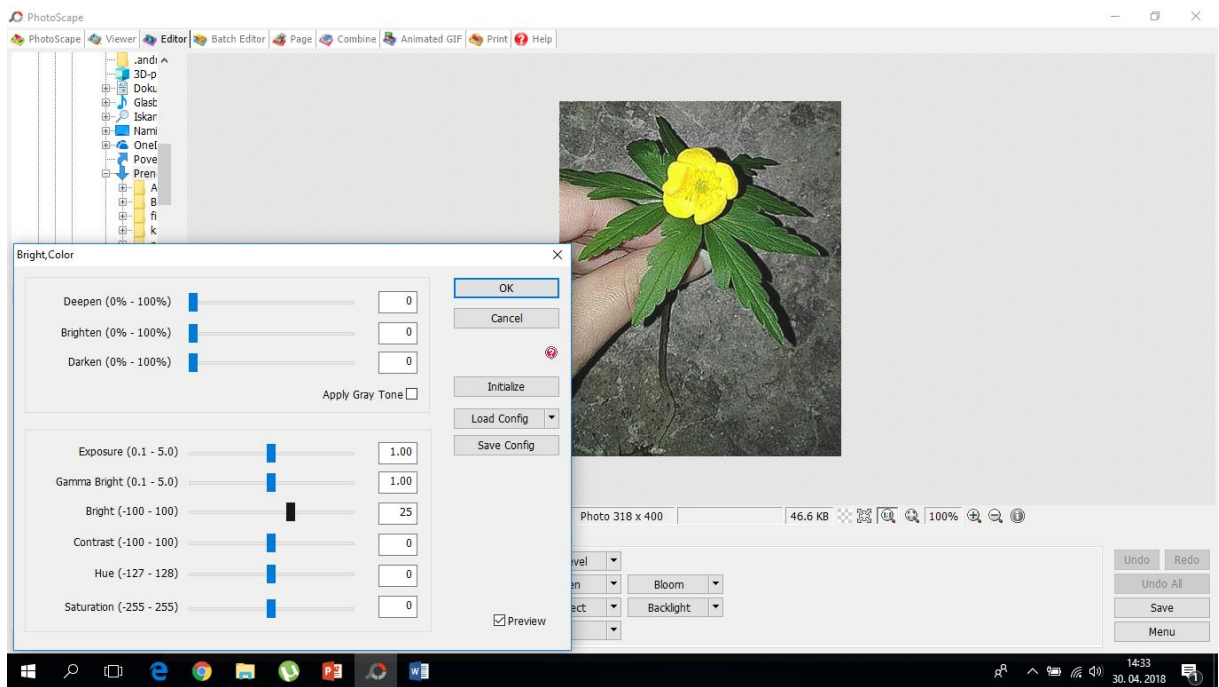 PhotoScape
PhotoScape Viewer Editor Batch Editor Page Combine Animated GIF Print Help
.andı
3D-p
Doku
Glasb
Iskan
Nami
Pove
Pren
A
B
fi
k
Bright,Color
Deepen (0% - 100%) 0
OK
Brighten (0% - 100%) 0
Cancel
Darken (0% - 100%) 0
Apply Gray Tone
Initialize
Load Config
Save Config
Exposure (0.1 - 5.0) 1.00
Gamma Bright (0.1 - 5.0) 1.00
Bright (-100 - 100) 25
Contrast (-100 - 100) 0
Hue (-127 - 128) 0
Saturation (-255 - 255) 0
Preview
Photo 318 x 400 46.6 KB 100%
vel
Undo Redo
en Bloom Undo All
ect Backlight Save
Menu
14:33
30. 04. 2018